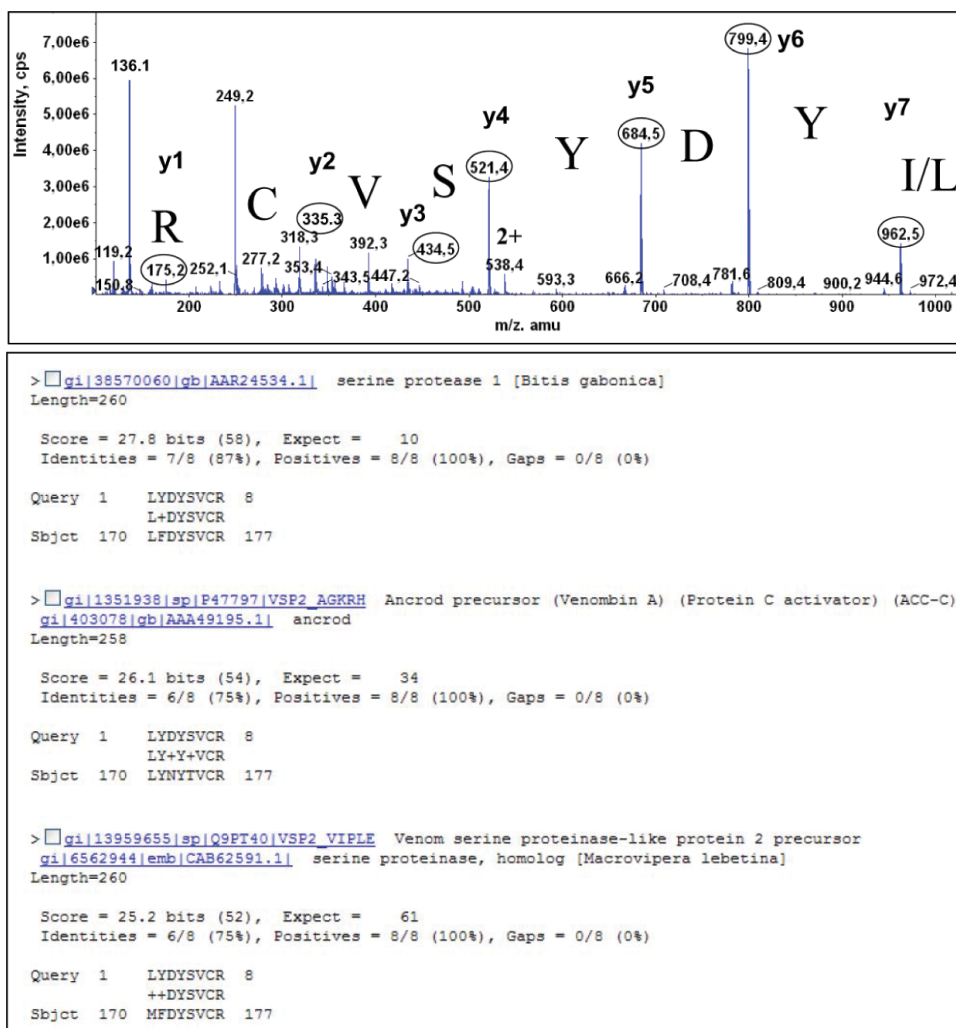 7,00e6
6,00e6
5,00e6
4,00e6
3,00e6
2,00e6
1,00e6
Intensity, cps
136.1
249,2
y1
R
175,2
119,2
150,8
252,1
C
277,2
318,3
y2
335.3
353,4
343,5
V
392,3
447,2
y3
434,5
S
y4
521,4
2+
538,4
Y
593,3
y5
684,5
666,2
D
708,4
799,4
y6
781,6
809,4
Y
900,2
y7
I/L
962,5
944,6
972,4
100 200 300 400 500 600 700 800 900 1000
m/z. amu
> gi|38570060|gb|AAR24534.1| serine protease 1 [Bitis gabonica]
Length=260
Score = 27.8 bits (58), Expect = 10
Identities = 7/8 (87%), Positives = 8/8 (100%), Gaps = 0/8 (0%)
Query 1 LYDYSVCR 8
L+DYSVCR
Sbjct 170 LFDYSVCR 177
> gi|1351938|sp|P47797|VSP2_AGKRH Ancrod precursor (Venombin A) (Protein C activator) (ACC-C)
gi|403078|gb|AAA49195.1| ancrod
Length=258
Score = 26.1 bits (54), Expect = 34
Identities = 6/8 (75%), Positives = 8/8 (100%), Gaps = 0/8 (0%)
Query 1 LYDYSVCR 8
LY+Y+VCR
Sbjct 170 LYNYTVCR 177
> gi|13959655|sp|Q9PT40|VSP2_VIPLE Venom serine proteinase-like protein 2 precursor
gi|6562944|emb|CAB62591.1| serine proteinase, homolog [Macrovipera lebetina]
Length=260
Score = 25.2 bits (52), Expect = 61
Identities = 6/8 (75%), Positives = 8/8 (100%), Gaps = 0/8 (0%)
Query 1 LYDYSVCR 8
++DYSVCR
Sbjct 170 MFDYSVCR 177